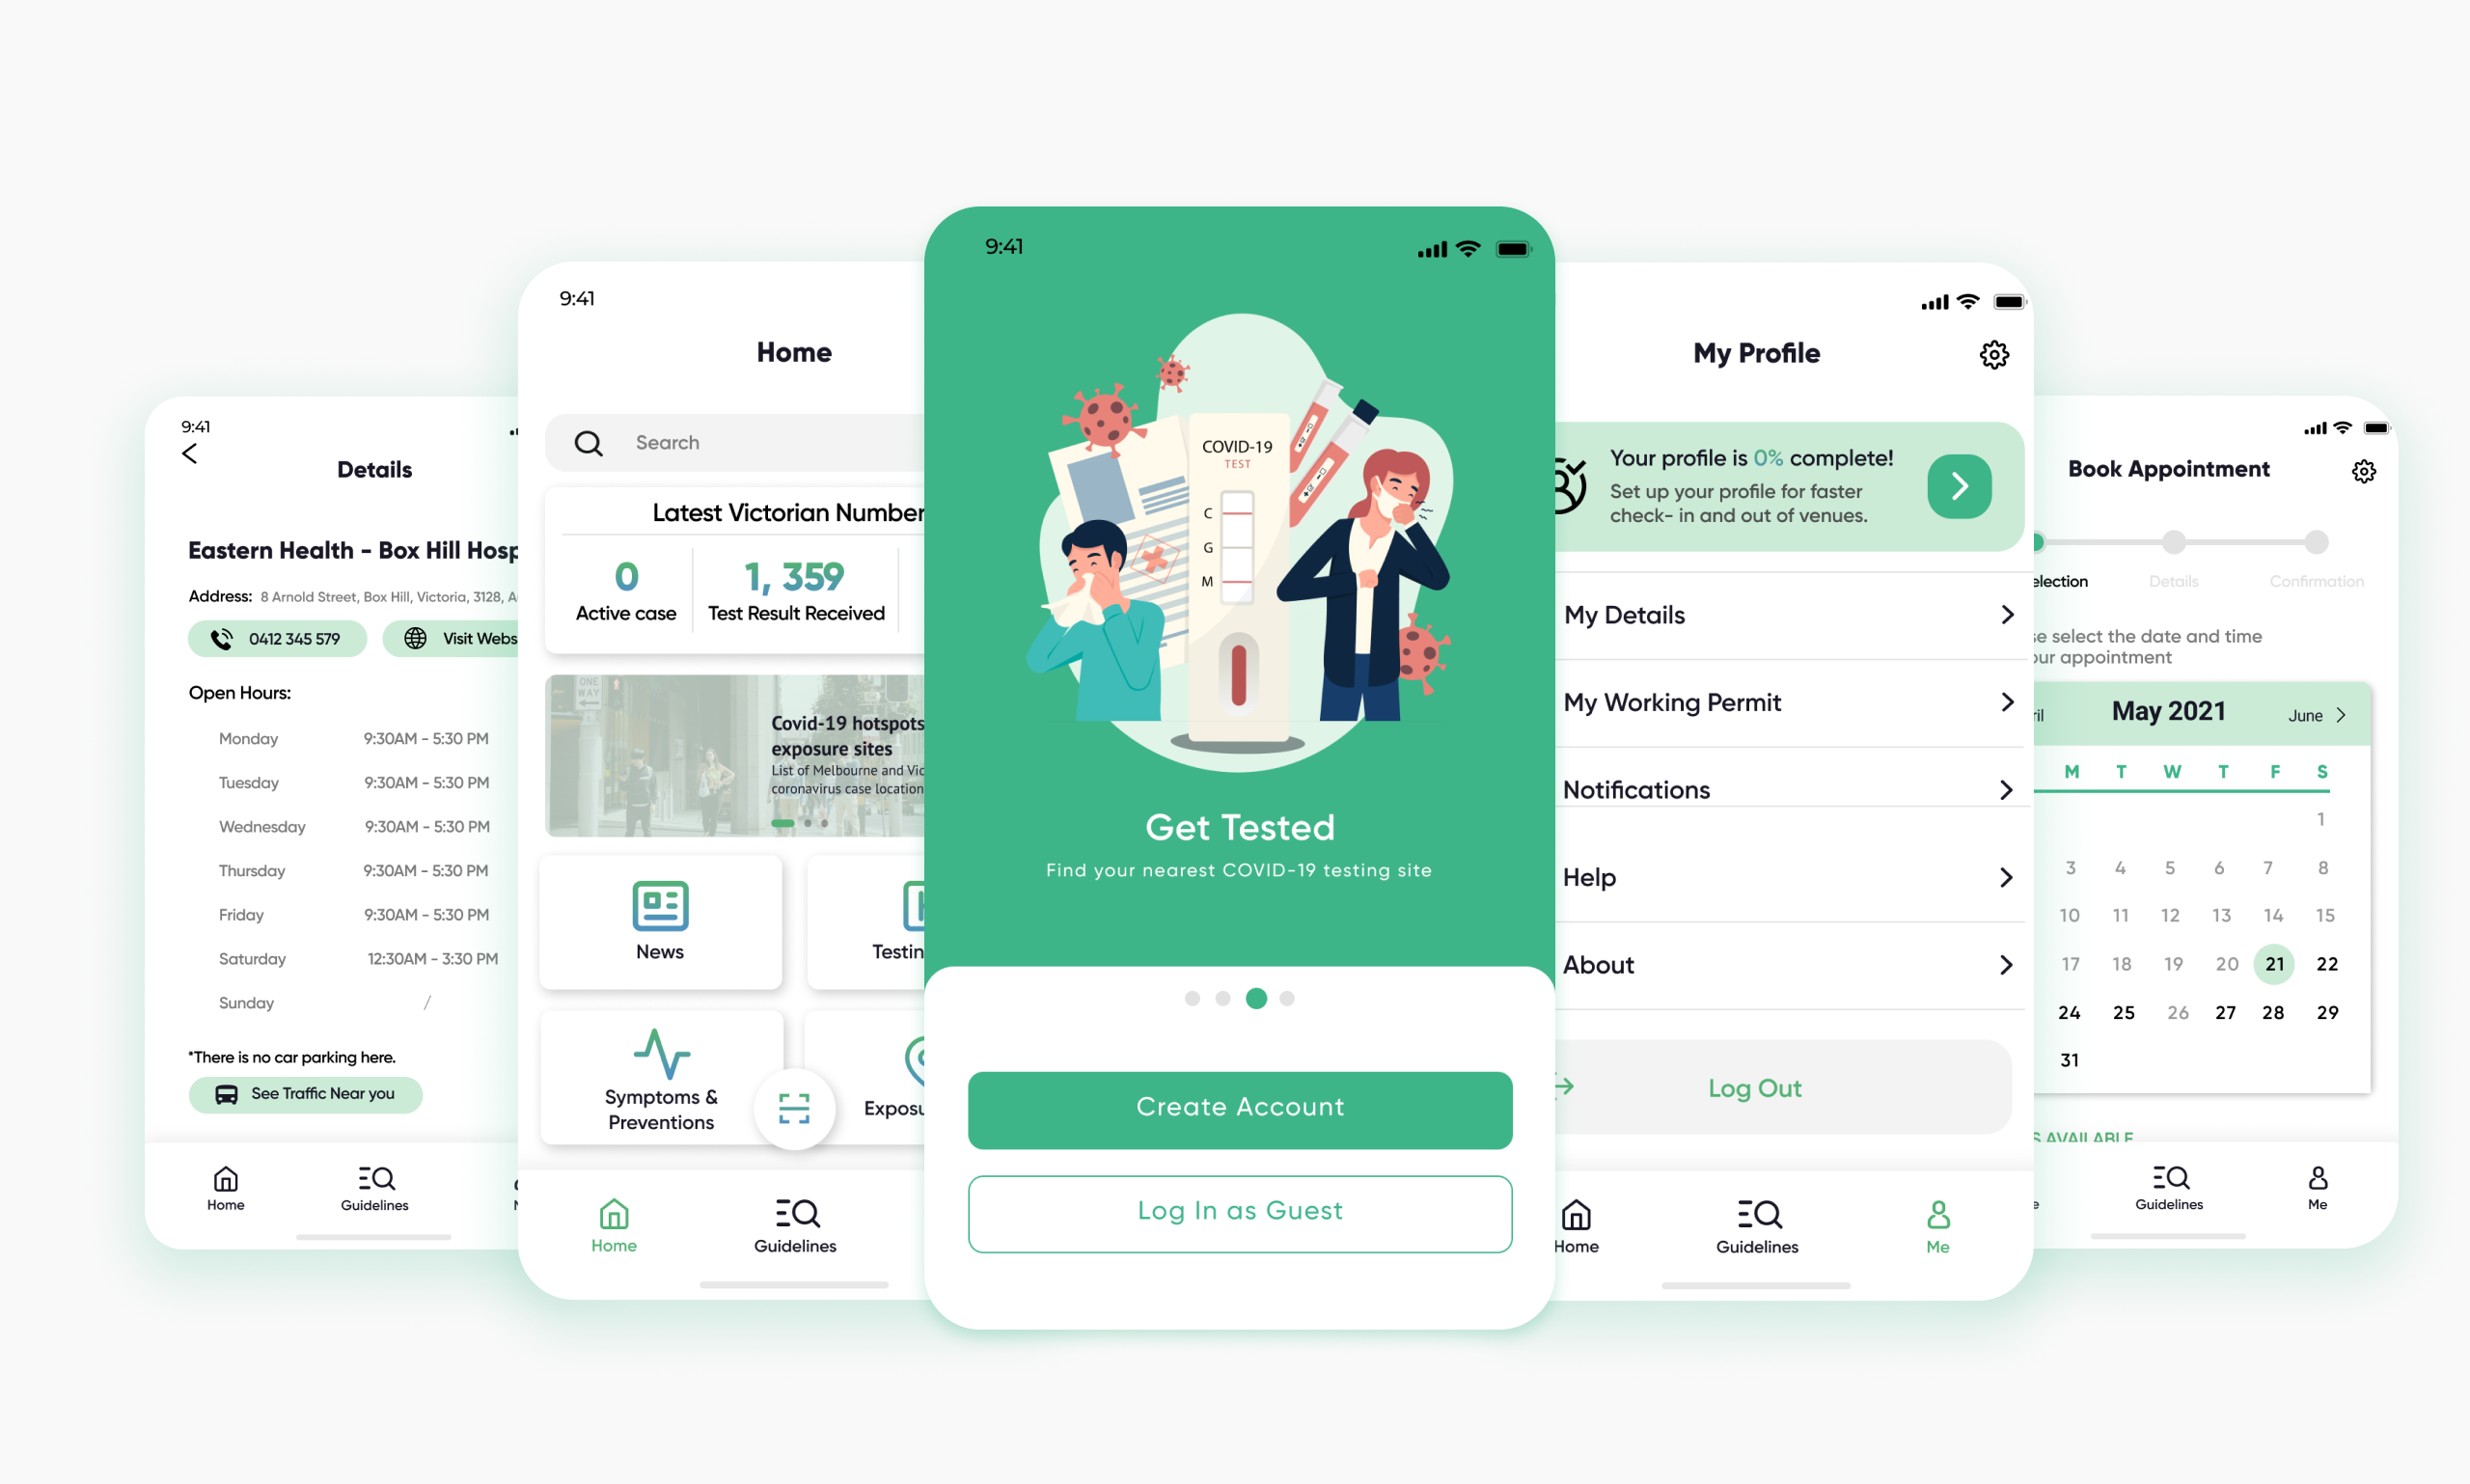 9:41
Details
Eastern Health - Box Hill
Address: 8 Arnold Street, Box Hill, Victoria, 3128,
0412 345 579
Visit
Open Hours:
Monday 9:30AM - 5:30 PM
Tuesday 9:30AM - 5:30 PM
Wednesday 9:30AM - 5:30 PM
Thursday 9:30AM - 5:30 PM
Friday 9:30AM - 5:30 PM
Saturday 12:30AM - 3:30 PM
Sunday /
*There is no car parking here.
See Traffic Near you
Home Guidelines
9:41
Home
Search
Latest Victorian Number
0 1, 359
Active case Test Result Received
ONE
WAY
Covid-19 hotspots
exposure sites
List of Melbourne and Vic
coronavirus case location
News
Testin
Symptoms &
Preventions
Exposu
Home Guidelines
9:41
COVID-19
TEST
C
G
M
Get Tested
Find your nearest COVID-19 testing site
Create Account
Log In as Guest
My Profile
Your profile is 0% complete!
Set up your profile for faster
check- in and out of venues.
My Details
My Working Permit
Notifications
Help
About
Log Out
Home Guidelines Me
Book Appointment
election Details Confirmation
se select the date and time
our appointment
ril May 2021 June
M T W T F S
1
3 4 5 6 7 8
10 11 12 13 14 15
17 18 19 20 21 22
24 25 26 27 28 29
31
S AVAILABLE
e Guidelines Me